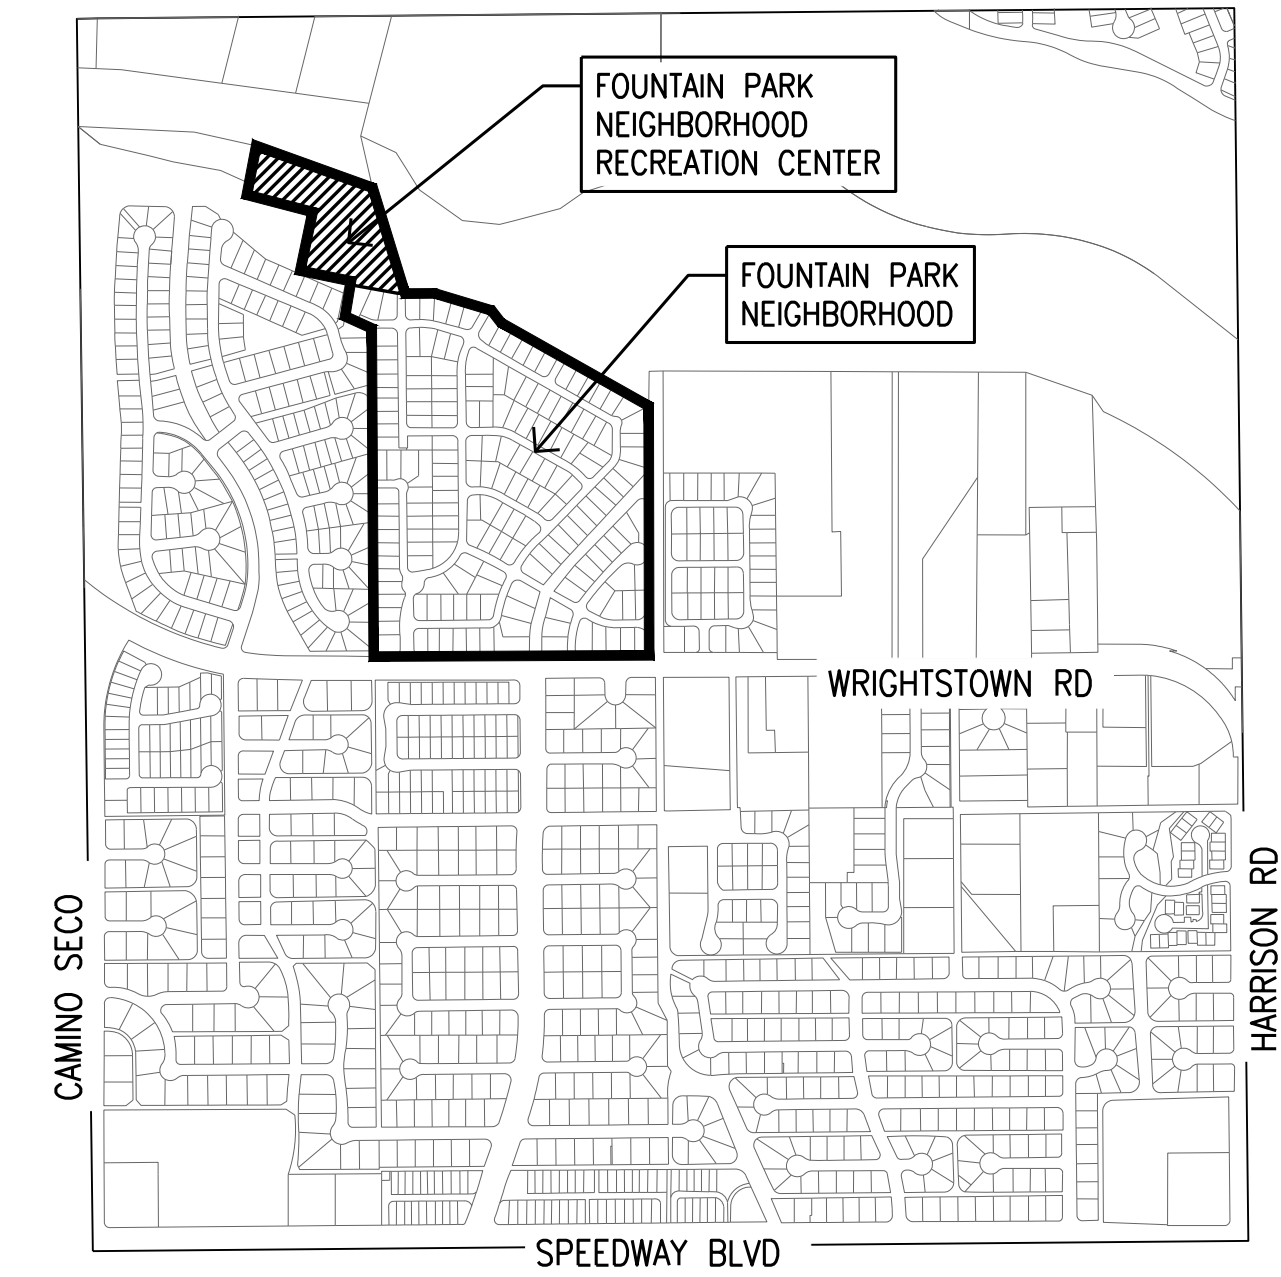 FOUNTAIN PARK
NEIGHBORHOOD
RECREATION CENTER
FOUNTAIN PARK
NEIGHBORHOOD
WRIGHTSTOWN RD
CAMINO SECO
HARRISON RD
SPEEDWAY BLVD